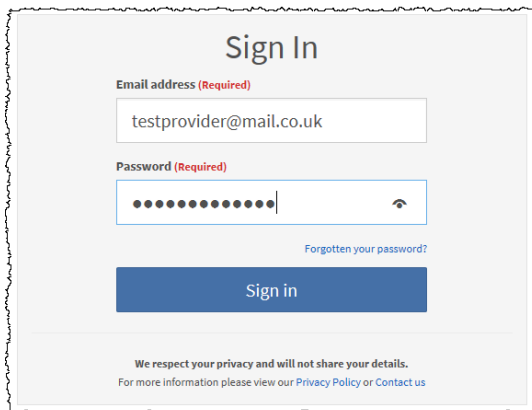 Sign In
Email address (Required)
testprovider@mail.co.uk
Password (Required)
●●●●●●●●●●●●●
Forgotten your password?
Sign in
We respect your privacy and will not share your details.
For more information please view our Privacy Policy or Contact us